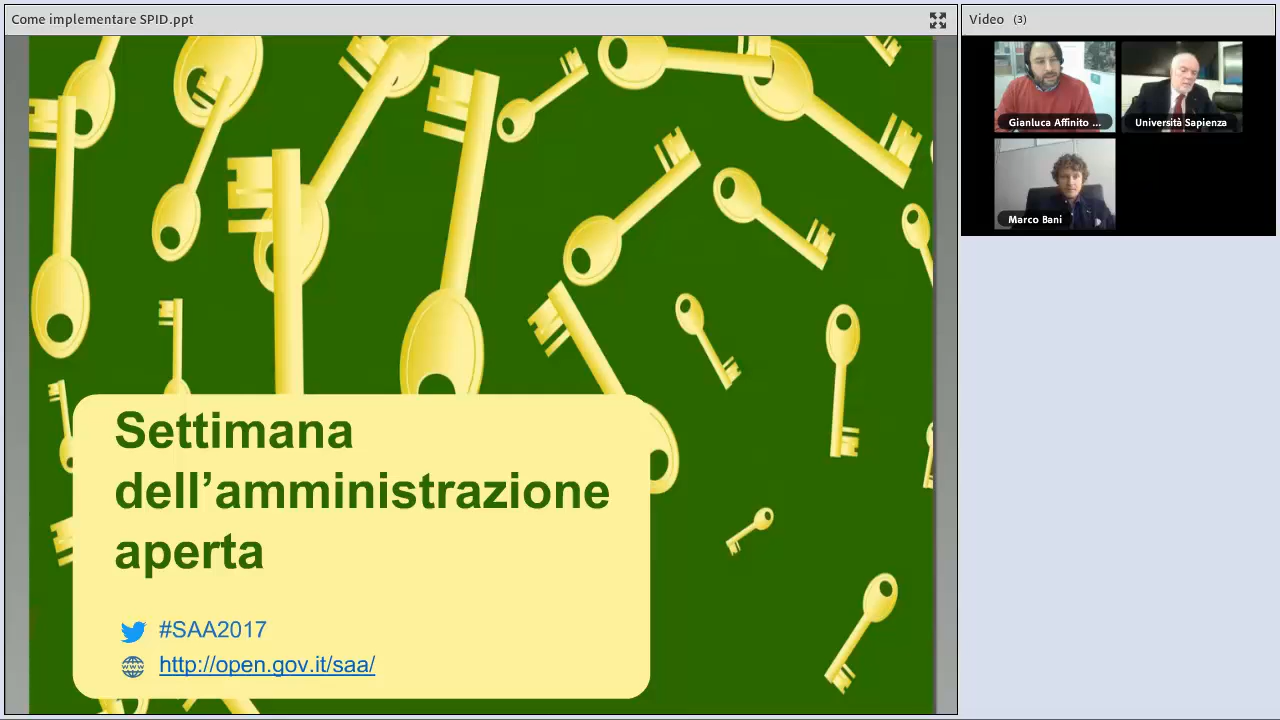 Come implementare SPID.ppt
Video (3)
Gianluca Affinito ...
Università Sapienza
Marco Bani
Settimana
dell’amministrazione
aperta
#SAA2017
http://open.gov.it/saa/